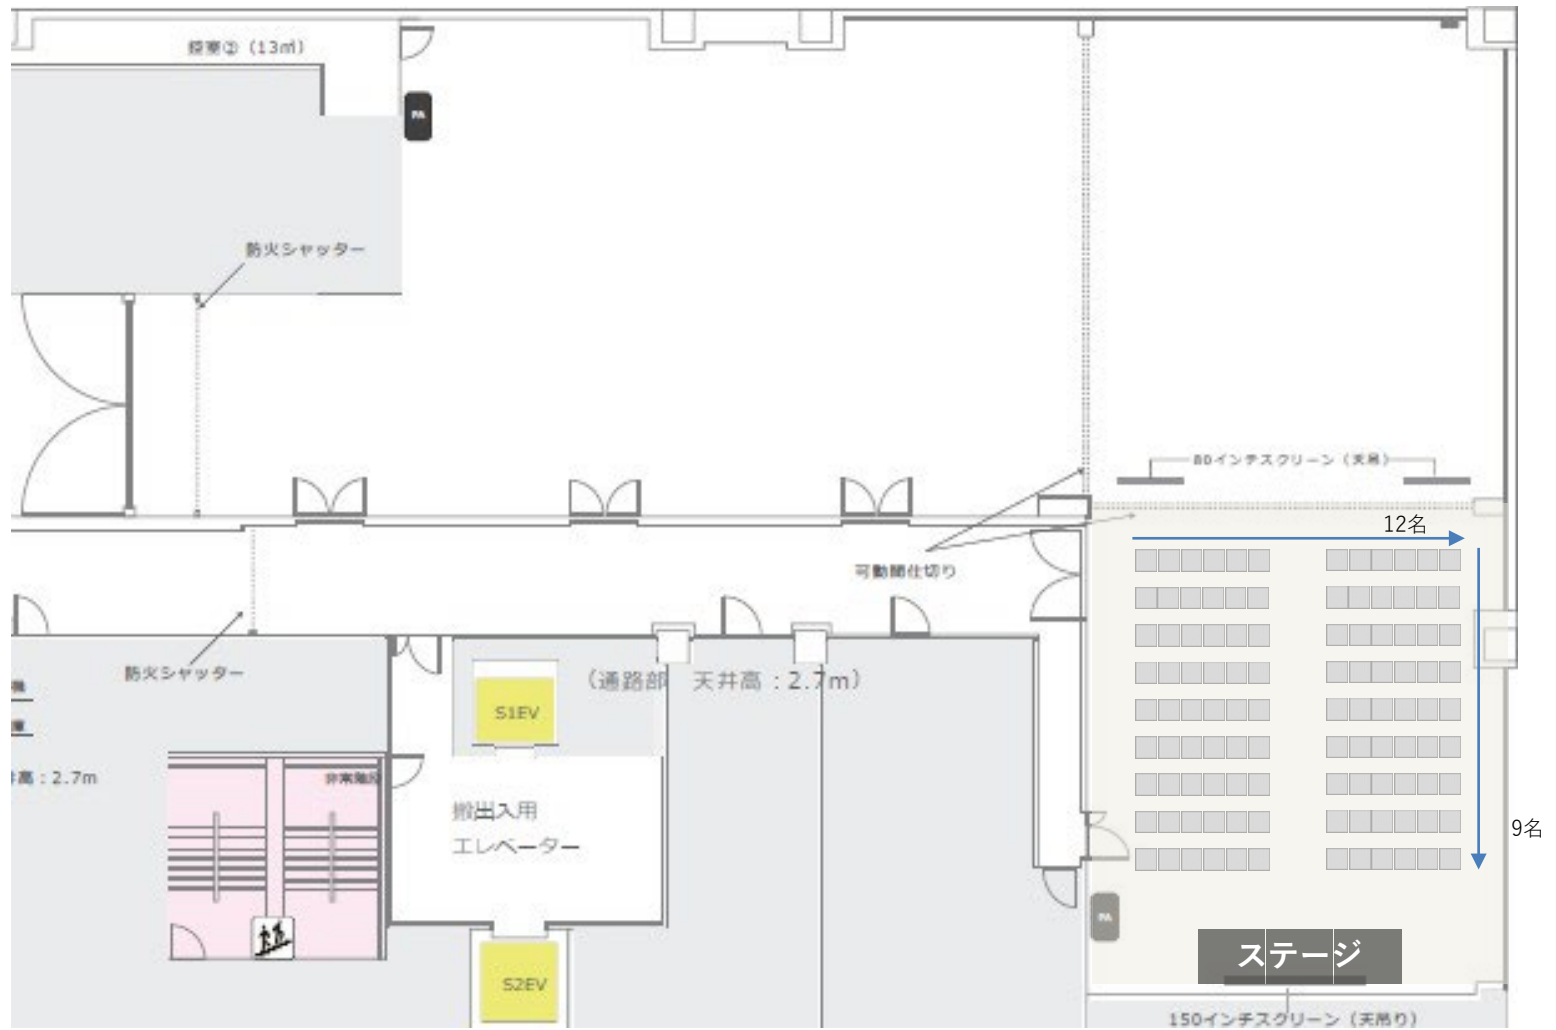 控室②（13㎡）
PA
防火シャッター
80インチスクリーン（天吊）
12名
可動間仕切り
防火シャッター
（通路部　天井高：2.7m）
S1EV
高：2.7m
非常階段
搬出入用
エレベーター
9名
PA
ステージ
S2EV
150インチスクリーン（天吊り）